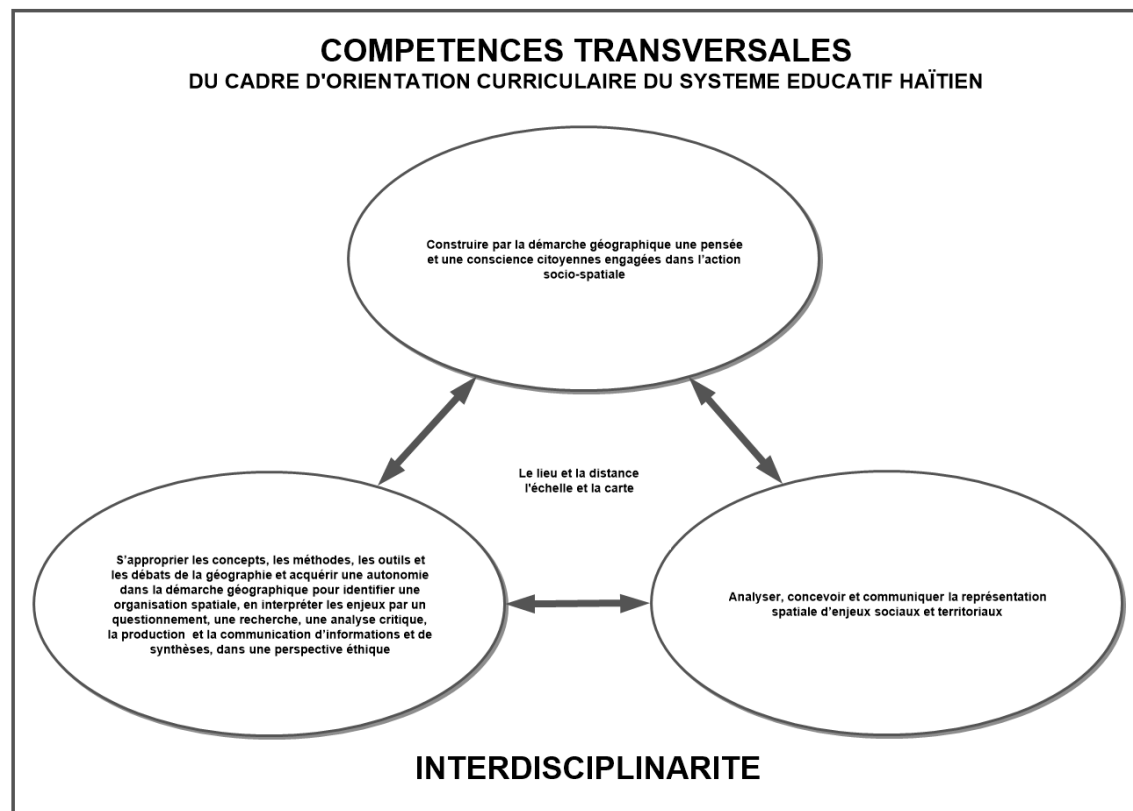 COMPETENCES TRANSVERSALES
DU CADRE D'ORIENTATION CURRICULAIRE DU SYSTEME EDUCATIF HAÏTIEN
Construire par la démarche géographique une pensée
et une conscience citoyennes engagées dans l'action
socio-spatiale
Le lieu et la distance
l'échelle et la carte
S'approprier les concepts, les méthodes, les outils et
les débats de la géographie et acquérir une autonomie
dans la démarche géographique pour identifier une
organisation spatiale, en interpréter les enjeux par un
questionnement, une recherche, une analyse critique,
la production et la communication d'informations et de
synthèses, dans une perspective éthique
Analyser, concevoir et communiquer la représentation
spatiale d'enjeux sociaux et territoriaux
INTERDISCIPLINARITE